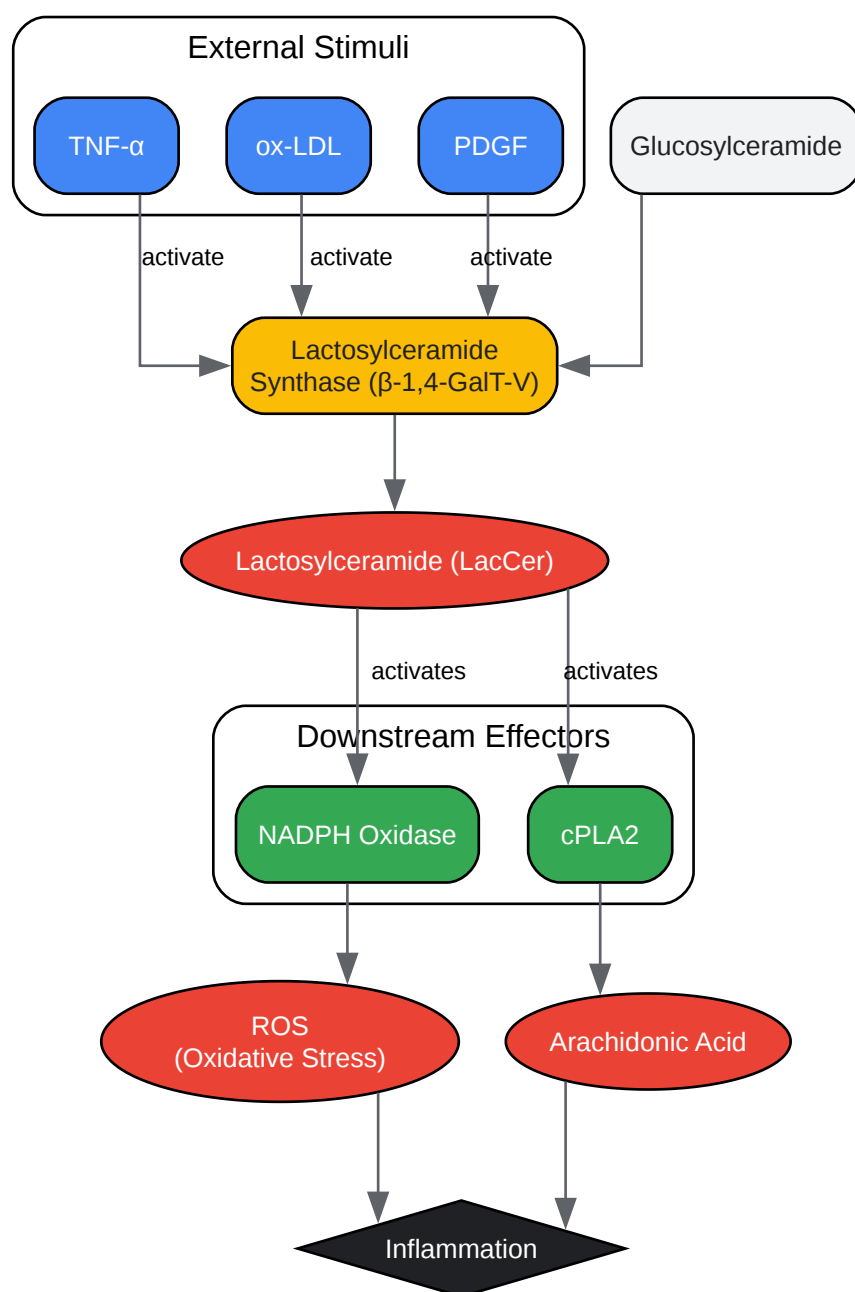 External Stimuli
TNF-α
ox-LDL
PDGF
Glucosylceramide
activate
activate
activate
Lactosylceramide
Synthase (β-1,4-GalT-V)
Lactosylceramide (LacCer)
activates
activates
Downstream Effectors
NADPH Oxidase
cPLA2
ROS
(Oxidative Stress)
Arachidonic Acid
Inflammation